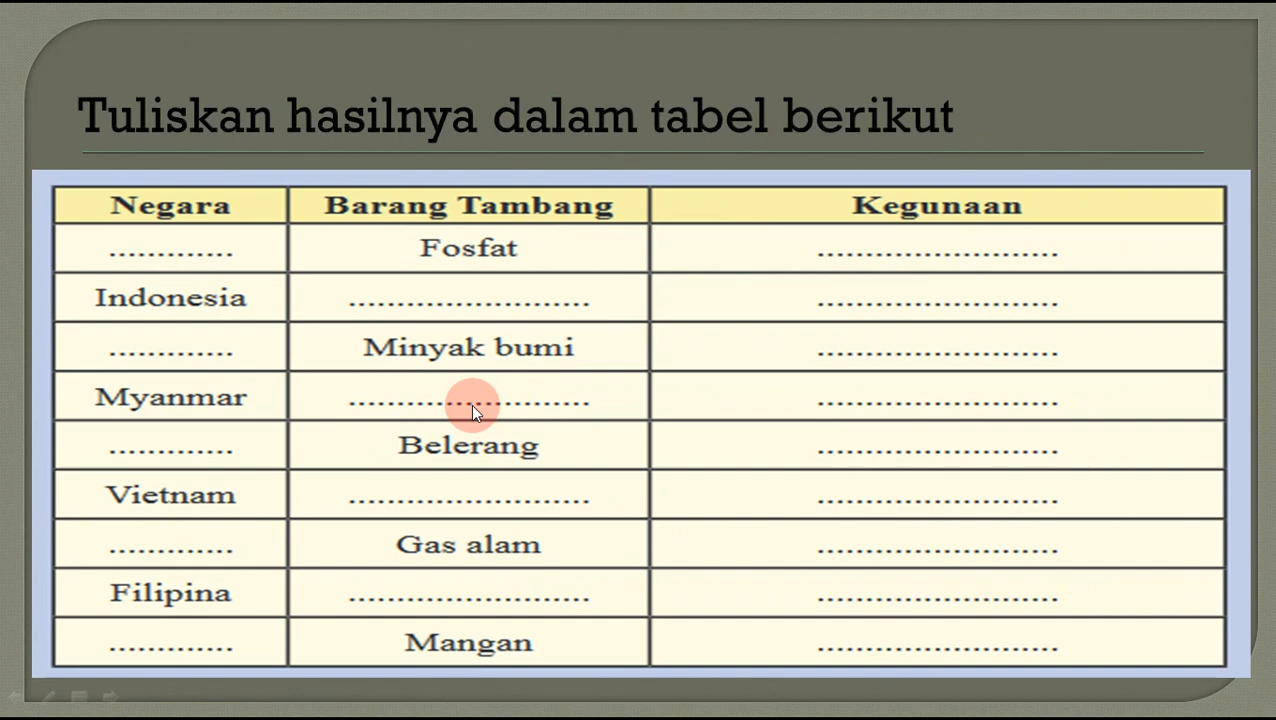 Tuliskan hasilnya dalam tabel berikut
Negara Barang Tambang Kegunaan
............. Fosfat .........................
Indonesia ......................... .........................
............. Minyak bumi .........................
Myanmar ......................... .........................
............. Belerang .........................
Vietnam ......................... .........................
............. Gas alam .........................
Filipina ......................... .........................
............. Mangan .........................